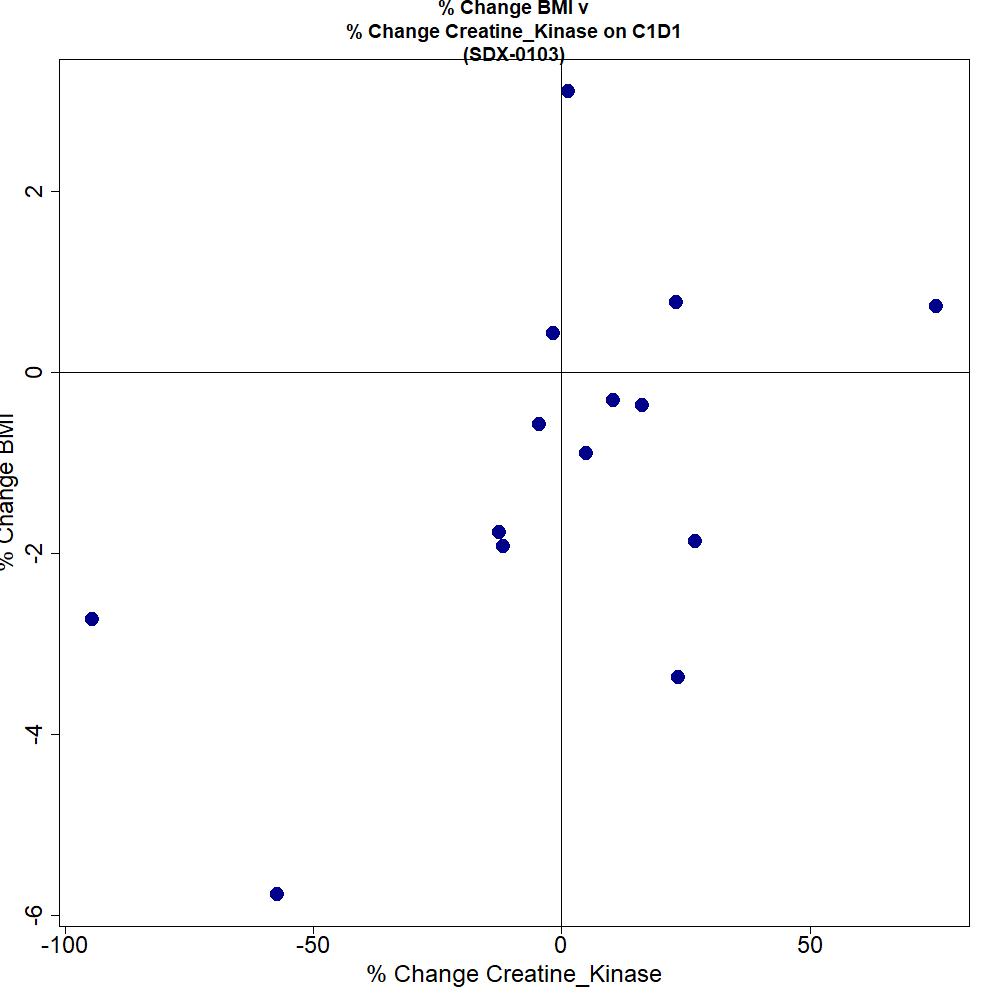 % Change BMI v
% Change Creatine_Kinase on C1D1
(SDX-0103)
2
0
-2
-4
-6
% Change BMI
-100
-50
0
50
% Change Creatine_Kinase